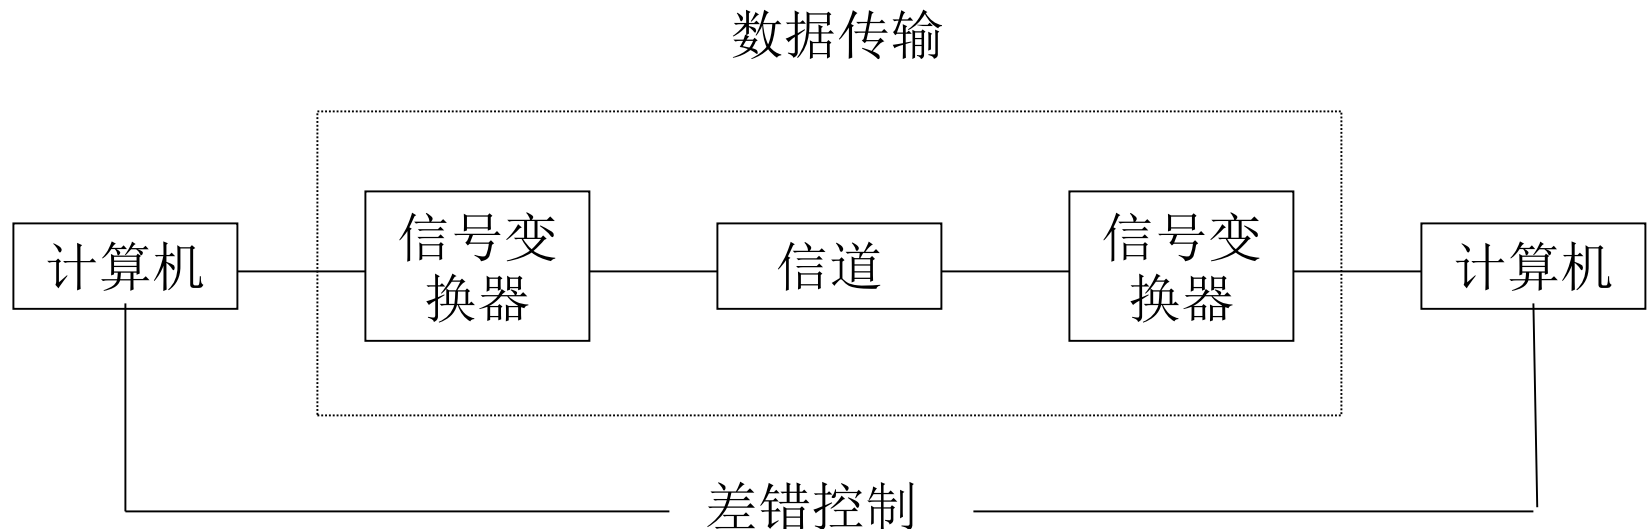 数据传输
计算机
信号变
换器
信道
信号变
换器
计算机
差错控制